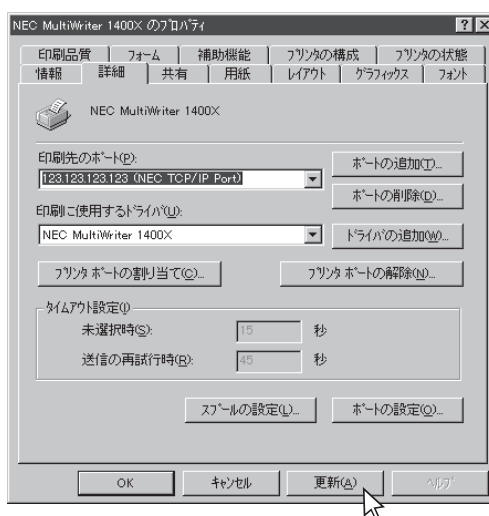 NEC MultiWriter 1400X のﾌﾟﾛﾊﾟﾃｨ
印刷品質 ﾌｫｰﾑ 補助機能 ﾌﾟﾘﾝﾀの構成 ﾌﾟﾘﾝﾀの状態
情報 詳細 共有 用紙 ﾚｲｱｳﾄ ｸﾞﾗﾌｨｯｸｽ ﾌｫﾝﾄ
NEC MultiWriter 1400X
印刷先のﾎﾟｰﾄ(P):
123.123.123.123 (NEC TCP/IP Port)
ﾎﾟｰﾄの追加(T)...
ﾎﾟｰﾄの削除(D)...
印刷に使用するﾄﾞﾗｲﾊﾞ(U):
NEC MultiWriter 1400X
ﾄﾞﾗｲﾊﾞの追加(W)...
ﾌﾟﾘﾝﾀ ﾎﾟｰﾄの割り当て(C)... ﾌﾟﾘﾝﾀ ﾎﾟｰﾄの解除(N)...
ﾀｲﾑｱｳﾄ設定(I)
未選択時(S): 15 秒
送信の再試行時(R): 45 秒
ｽﾌﾟｰﾙの設定(L)... ﾎﾟｰﾄの設定(O)...
OK ｷｬﾝｾﾙ 更新(A) ﾍﾙﾌﾟ